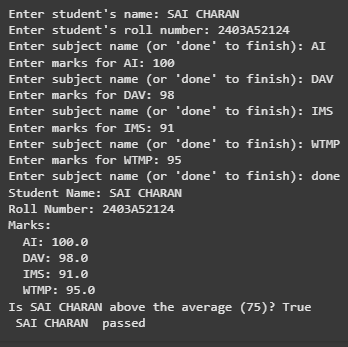 Enter student's name: SAI CHARAN
Enter student's roll number: 2403A52124
Enter subject name (or 'done' to finish): AI
Enter marks for AI: 100
Enter subject name (or 'done' to finish): DAV
Enter marks for DAV: 98
Enter subject name (or 'done' to finish): IMS
Enter marks for IMS: 91
Enter subject name (or 'done' to finish): WTMP
Enter marks for WTMP: 95
Enter subject name (or 'done' to finish): done
Student Name: SAI CHARAN
Roll Number: 2403A52124
Marks:
  AI: 100.0
  DAV: 98.0
  IMS: 91.0
  WTMP: 95.0
Is SAI CHARAN above the average (75)? True
 SAI CHARAN  passed